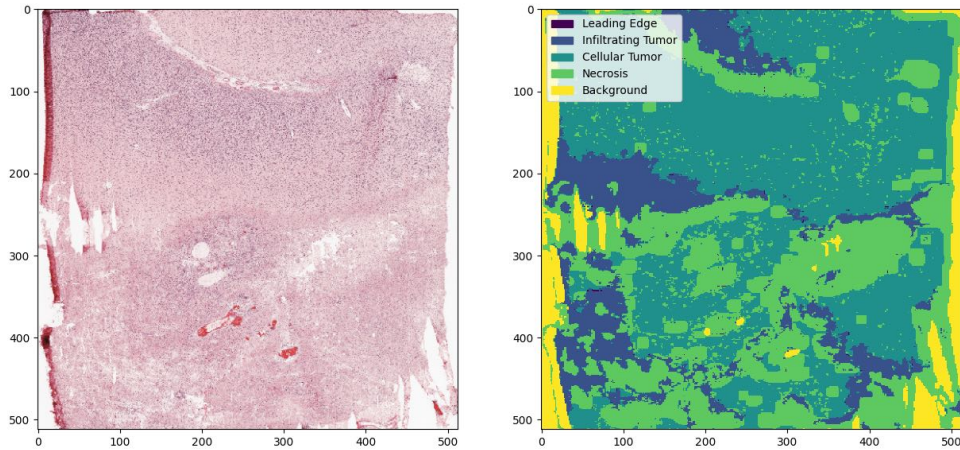 0
100
200
300
400
500
0 100 200 300 400 500
0
100
200
300
400
500
0 100 200 300 400 500
Leading Edge
Infiltrating Tumor
Cellular Tumor
Necrosis
Background